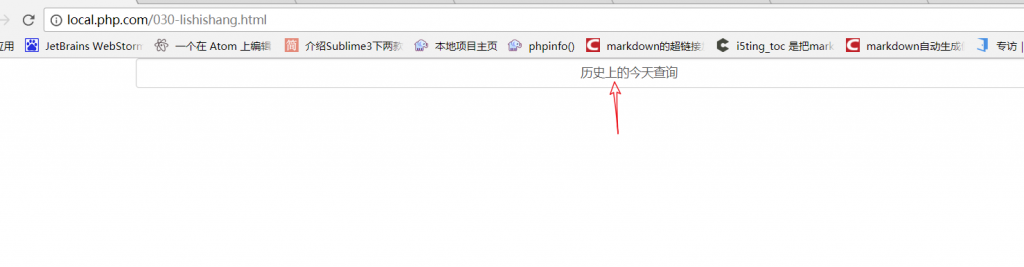 local.php.com/030-lishishang.html
应用 JetBrains WebStorm 一个在 Atom 上编辑 介绍Sublime3下两款 本地项目主页 phpinfo() markdown的超链接 i5ting_toc 是把mark markdown自动生成 专访 |
历史上的今天查询